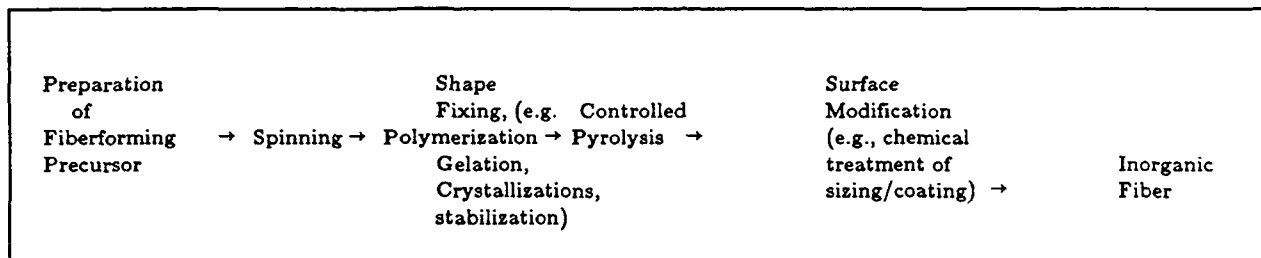 Preparation
of
Fiberforming
Precursor
→ Spinning →
Shape
Fixing, (e.g.
Polymerization →
Gelation,
Crystallizations,
stabilization)
Controlled
Pyrolysis →
Surface
Modification
(e.g., chemical
treatment of
sizing/coating) →
Inorganic
Fiber